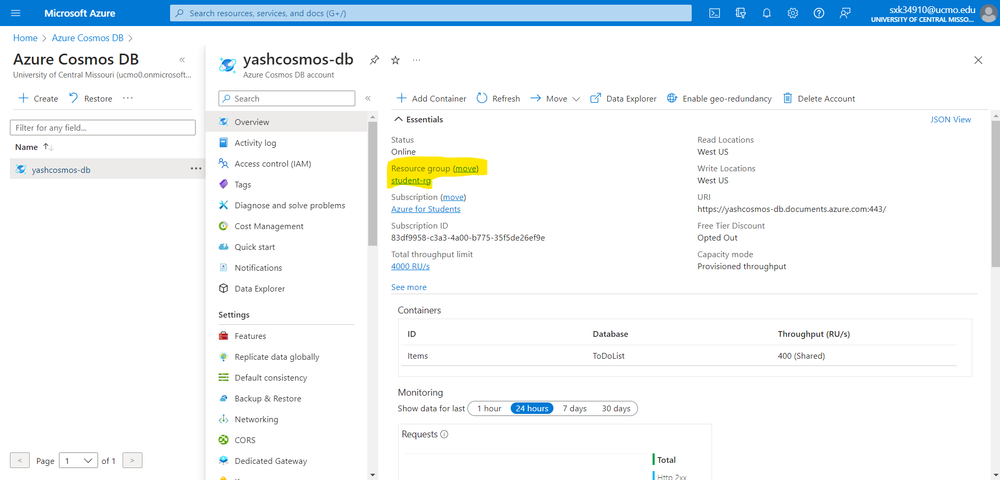 Microsoft Azure
Search resources, services, and docs (G+/)
sxk34910@ucmo.edu
UNIVERSITY OF CENTRAL MISSO...
Home > Azure Cosmos DB >
Azure Cosmos DB «
University of Central Missouri (ucmo0.onmicrosoft...
+ Create Restore ...
Filter for any field...
Name ↑↓
yashcosmos-db ...
< Page 1 of 1 >
yashcosmos-db ...
Azure Cosmos DB account
Search «
Overview
Activity log
Access control (IAM)
Tags
Diagnose and solve problems
Cost Management
Quick start
Notifications
Data Explorer
Settings
Features
Replicate data globally
Default consistency
Backup & Restore
Networking
CORS
Dedicated Gateway
+ Add Container Refresh → Move Data Explorer Enable geo-redundancy Delete Account
Essentials JSON View
Status
Online
Resource group (move)
student-rg
Subscription (move)
Azure for Students
Subscription ID
83df9958-c3a3-4a00-b775-35f5de26ef9e
Total throughput limit
4000 RU/s
See more
Read Locations
West US
Write Locations
West US
URI
https://yashcosmos-db.documents.azure.com:443/
Free Tier Discount
Opted Out
Capacity mode
Provisioned throughput
Containers
ID Database Throughput (RU/s)
Items ToDoList 400 (Shared)
Monitoring
Show data for last 1 hour 24 hours 7 days 30 days
Requests
Total
Http 2xx